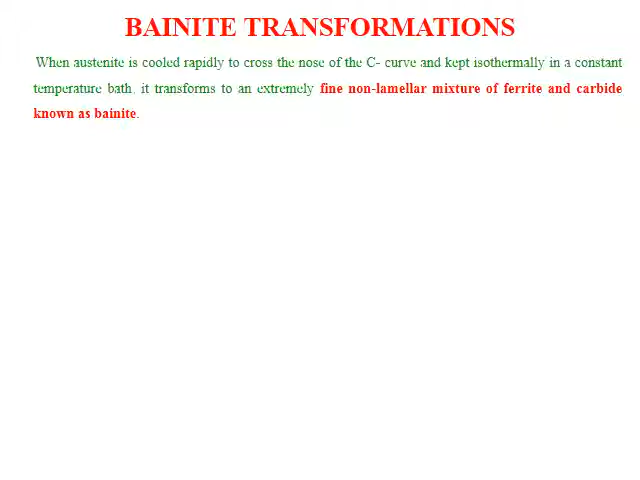 BAINITE TRANSFORMATIONS
When austenite is cooled rapidly to cross the nose of the C- curve and kept isothermally in a constant
temperature bath, it transforms to an extremely fine non-lamellar mixture of ferrite and carbide
known as bainite.